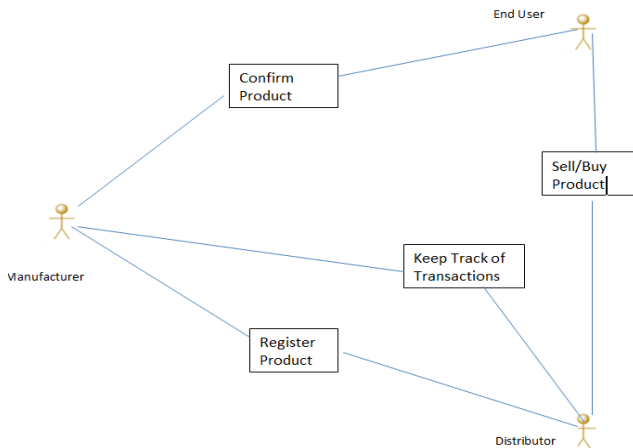 End User
Confirm
Product
Sell/Buy
Product
Manufacturer
Keep Track of
Transactions
Register
Product
Distributor